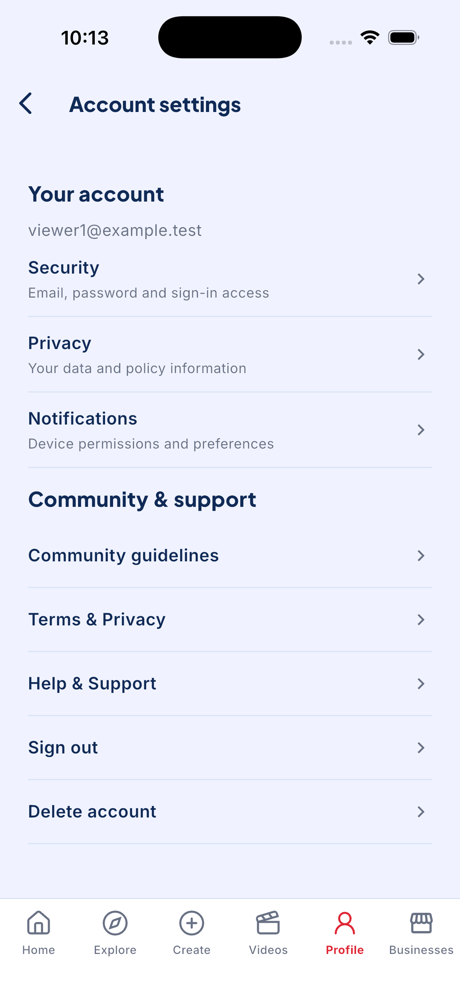 10:13
Account settings
Your account
viewer1@example.test
Security
Email, password and sign-in access
Privacy
Your data and policy information
Notifications
Device permissions and preferences
Community & support
Community guidelines
Terms & Privacy
Help & Support
Sign out
Delete account
Home Explore Create Videos Profile Businesses